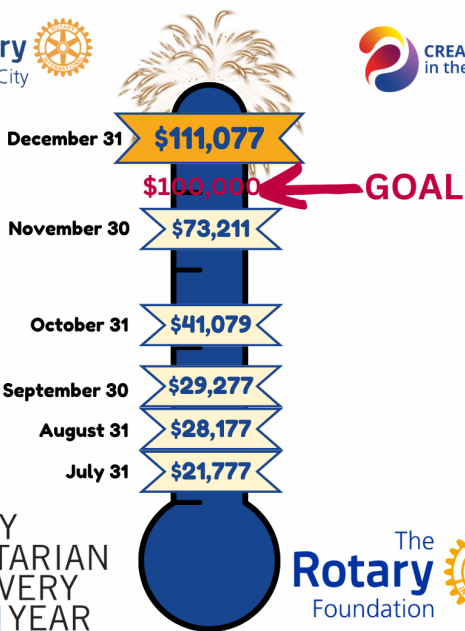 ry
City
CREA
in the
December 31 $111,077
$100,000 GOAL
November 30 $73,211
October 31 $41,079
September 30 $29,277
August 31 $28,177
July 31 $21,777
Y
TARIAN
VERY
YEAR
The
Rotary
Foundation